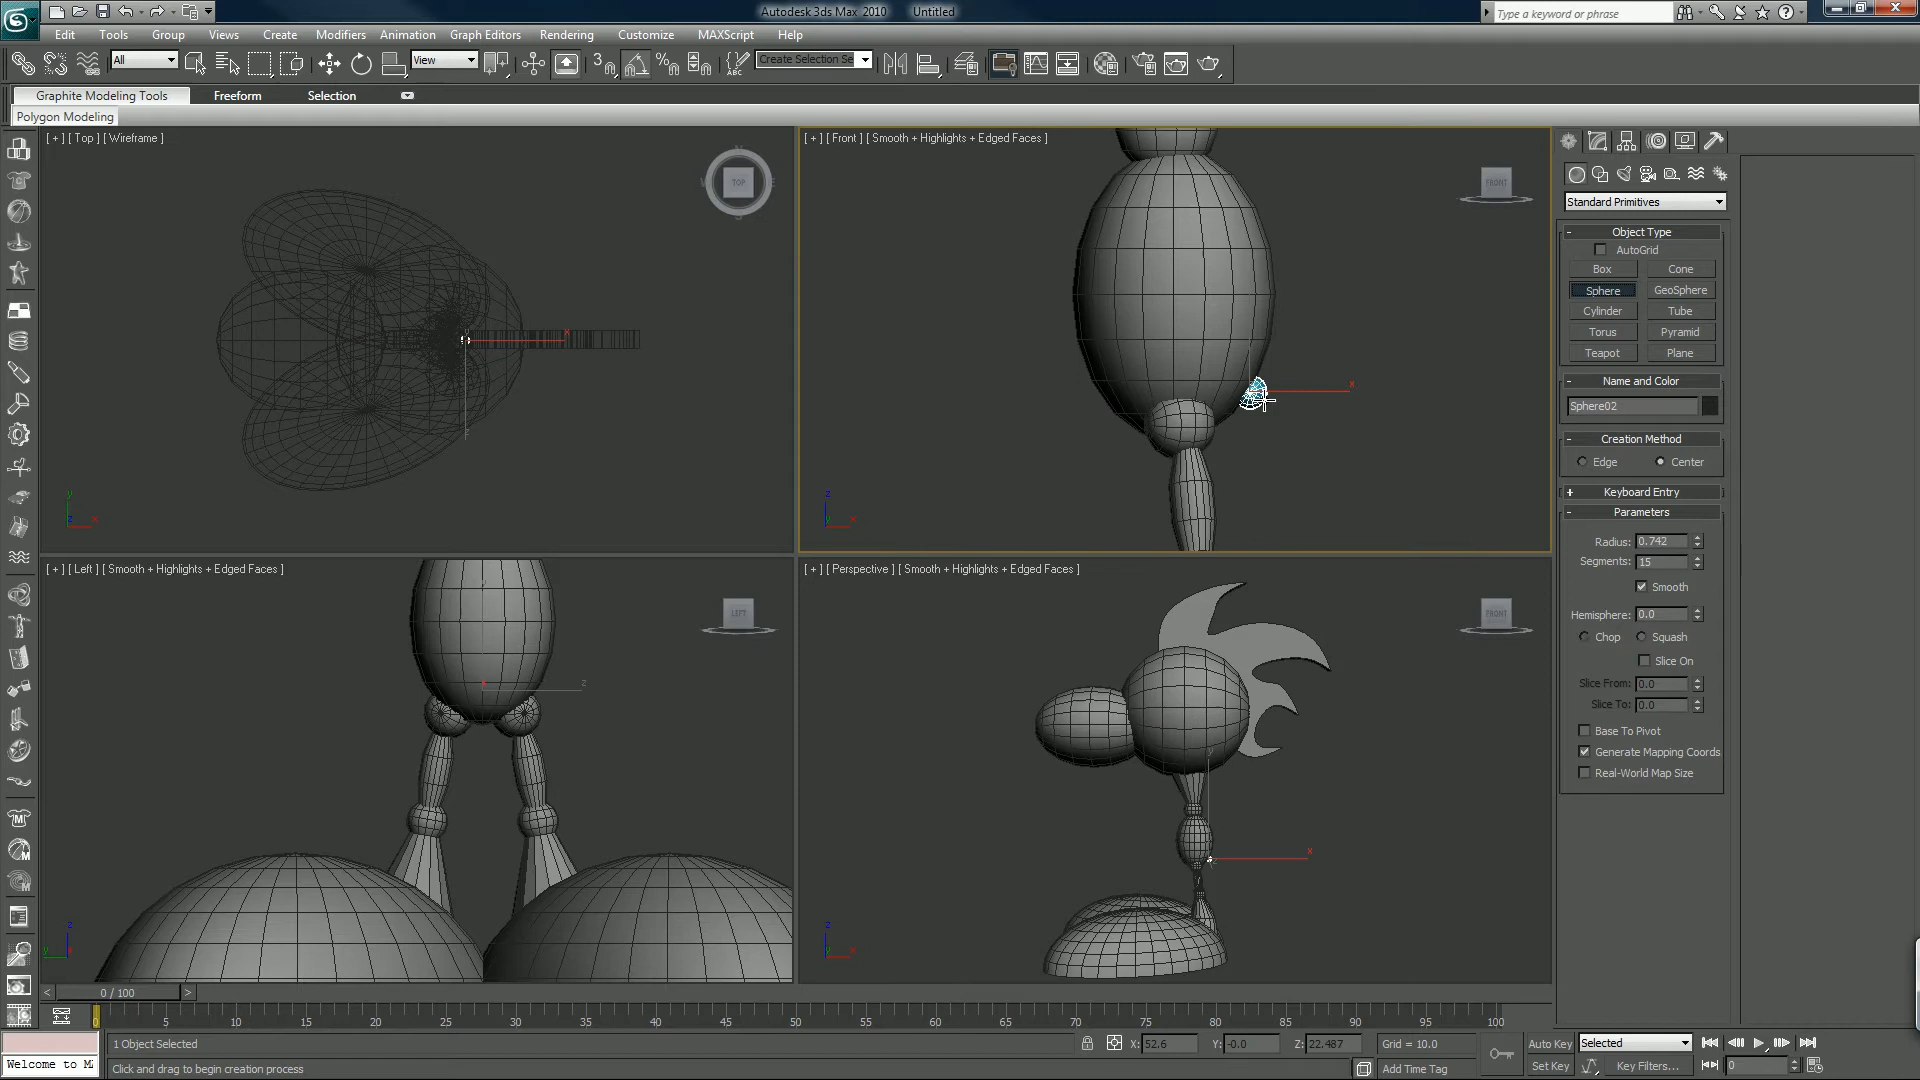 Autodesk 3ds Max 2010 Untitled
Type a keyword or phrase
Edit Tools Group Views Create Modifiers Animation Graph Editors Rendering Customize MAXScript Help
All View Create Selection Se
Graphite Modeling Tools Freeform Selection
Polygon Modeling
[ + ] [ Top ] [ Wireframe ]
TOP
[ + ] [ Front ] [ Smooth + Highlights + Edged Faces ]
FRONT
Standard Primitives
- Object Type
AutoGrid
Box Cone
Sphere GeoSphere
Cylinder Tube
Torus Pyramid
Teapot Plane
- Name and Color
Sphere02
- Creation Method
Edge Center
+ Keyboard Entry
- Parameters
Radius: 0.742
Segments: 15
Smooth
Hemisphere: 0.0
Chop Squash
Slice On
Slice From: 0.0
Slice To: 0.0
Base To Pivot
Generate Mapping Coords
Real-World Map Size
[ + ] [ Left ] [ Smooth + Highlights + Edged Faces ]
LEFT
[ + ] [ Perspective ] [ Smooth + Highlights + Edged Faces ]
FRONT
< 0 / 100 >
0 5 10 15 20 25 30 35 40 45 50 55 60 65 70 75 80 85 90 95 100
1 Object Selected
X: 52.6 Y: -0.0 Z: 22.487 Grid = 10.0
Auto Key Selected
Welcome to M
Click and drag to begin creation process
Add Time Tag
Set Key Key Filters... 0